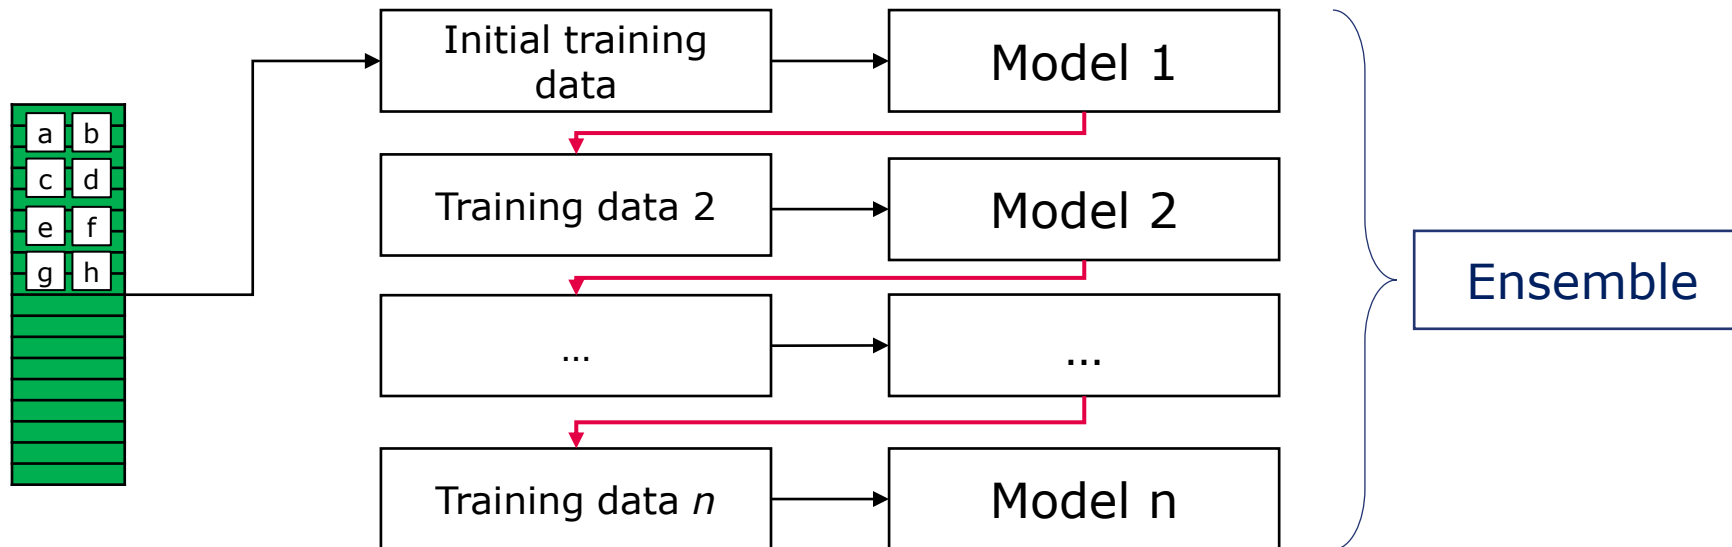 a b
c d
e f
g h
Initial training
data
Model 1
Training data 2
Model 2
...
...
Training data n
Model n
Ensemble